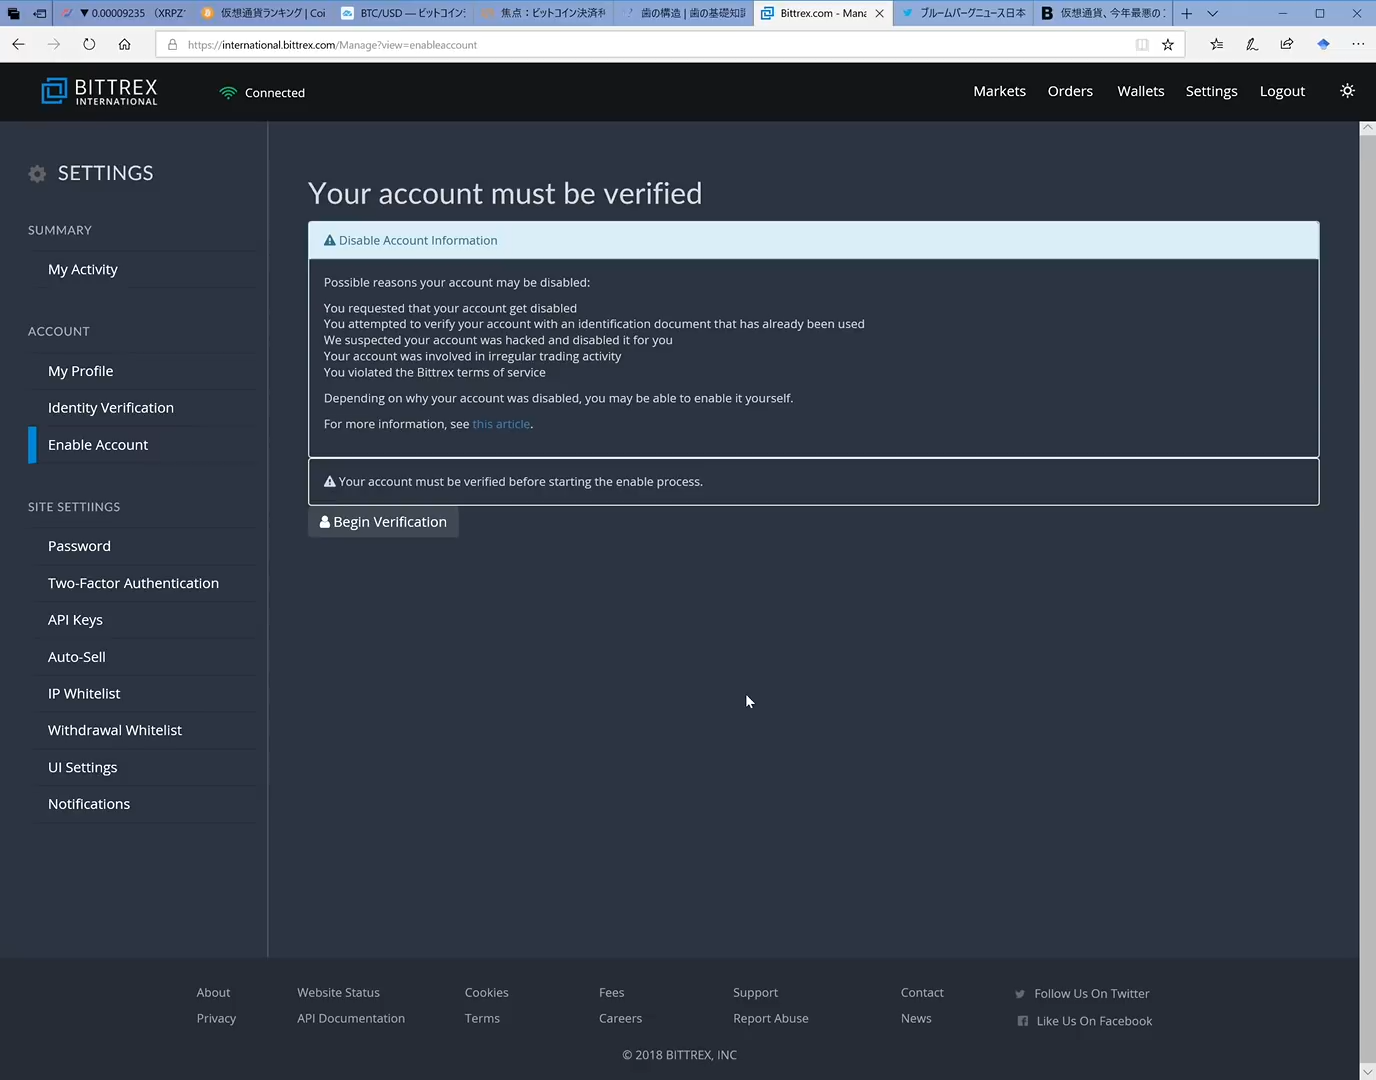 ▼ 0.00009235 (XRPZ
仮想通貨ランキング | Coi
BTC/USD — ビットコイン
焦点：ビットコイン決済
歯の構造 | 歯の基礎知
Bittrex.com - Mana
ブルームバーグニュース日本
仮想通貨、今年最悪の
https://international.bittrex.com/Manage?view=enableaccount
BITTREX
INTERNATIONAL
Connected
Markets
Orders
Wallets
Settings
Logout
SETTINGS
SUMMARY
My Activity
ACCOUNT
My Profile
Identity Verification
Enable Account
SITE SETTIINGS
Password
Two-Factor Authentication
API Keys
Auto-Sell
IP Whitelist
Withdrawal Whitelist
UI Settings
Notifications
Your account must be verified
Disable Account Information
Possible reasons your account may be disabled:
You requested that your account get disabled
You attempted to verify your account with an identification document that has already been used
We suspected your account was hacked and disabled it for you
Your account was involved in irregular trading activity
You violated the Bittrex terms of service
Depending on why your account was disabled, you may be able to enable it yourself.
For more information, see this article.
Your account must be verified before starting the enable process.
Begin Verification
About
Website Status
Cookies
Fees
Support
Contact
Follow Us On Twitter
Privacy
API Documentation
Terms
Careers
Report Abuse
News
Like Us On Facebook
© 2018 BITTREX, INC